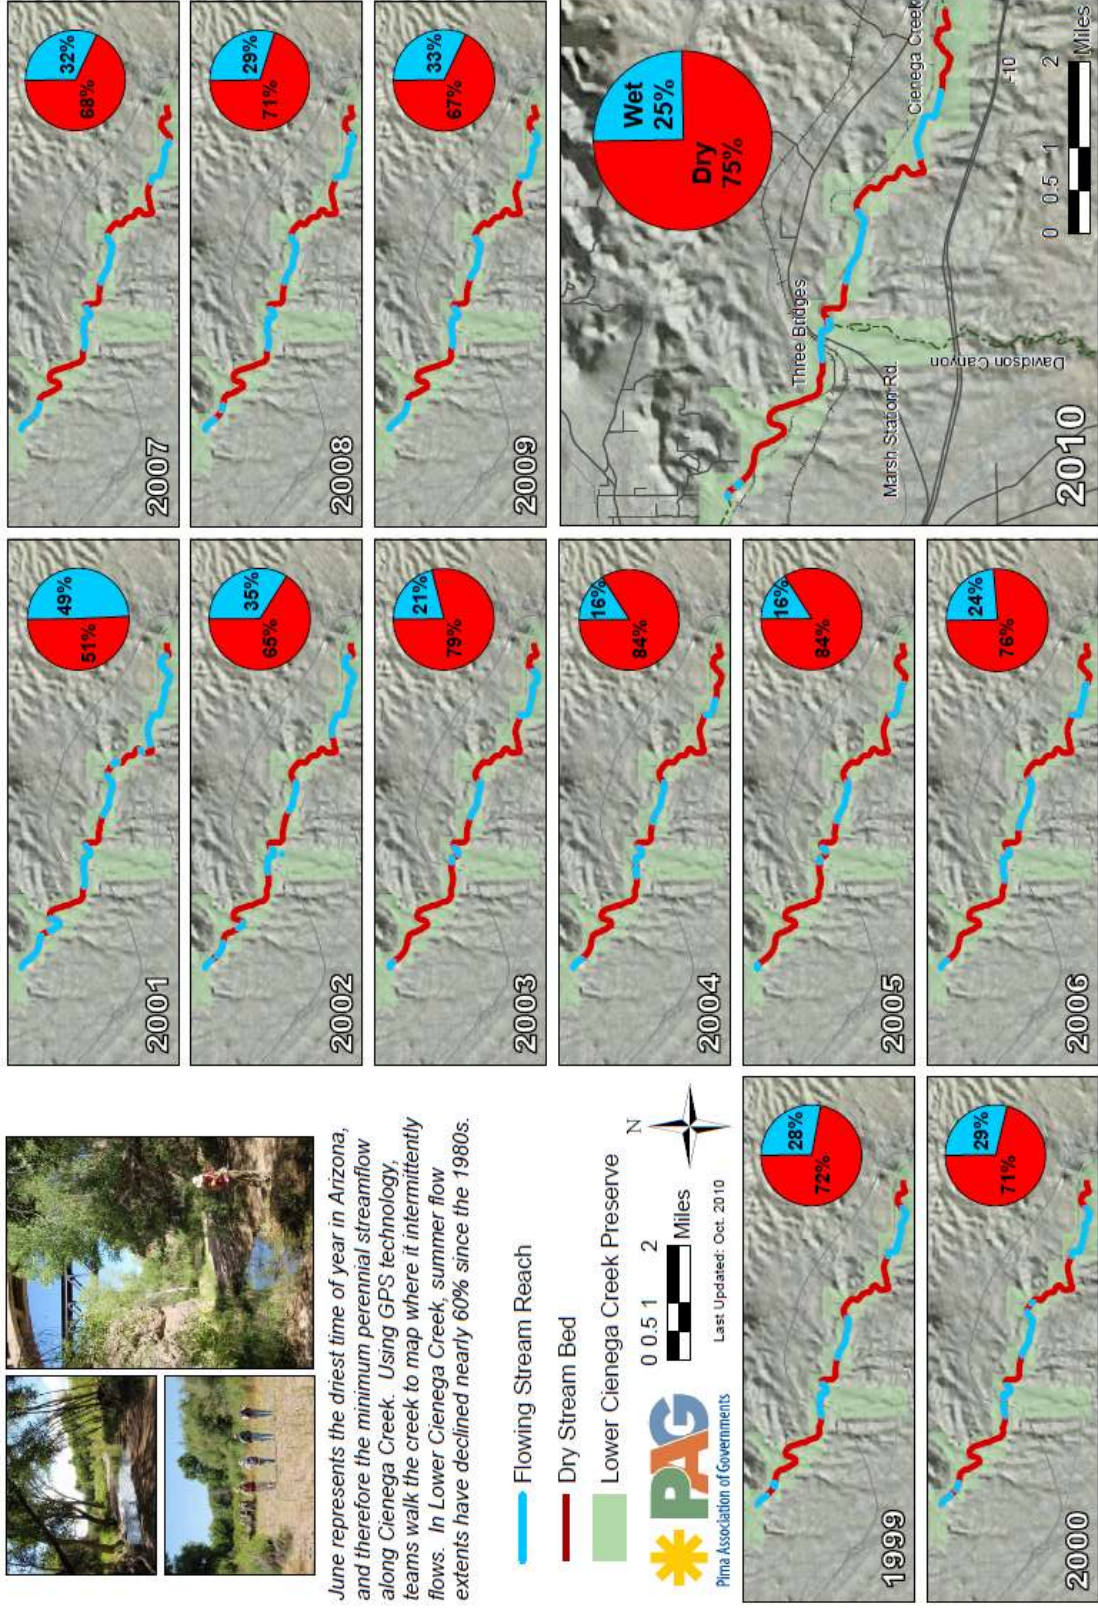 June represents the driest time of year in Arizona,
and therefore the minimum perennial streamflow
along Cienega Creek. Using GPS technology,
teams walk the creek to map where it intermittently
flows. In Lower Cienega Creek, summer flow
extents have declined nearly 60% since the 1980s.
Flowing Stream Reach
Dry Stream Bed
Lower Cienega Creek Preserve
PAG
Pima Association of Governments
0 0.5 1 2
Miles
N
Last Updated: Oct. 2010
1999
28%
72%
2000
29%
71%
2001
49%
51%
2002
35%
65%
2003
21%
79%
2004
16%
84%
2005
16%
84%
2006
24%
76%
2007
32%
68%
2008
29%
71%
2009
33%
67%
2010
Wet
25%
Dry
75%
Three Bridges
Marsh Station Rd.
Davidson Canyon
Cienega Creek
I-10
0 0.5 1 2
Miles